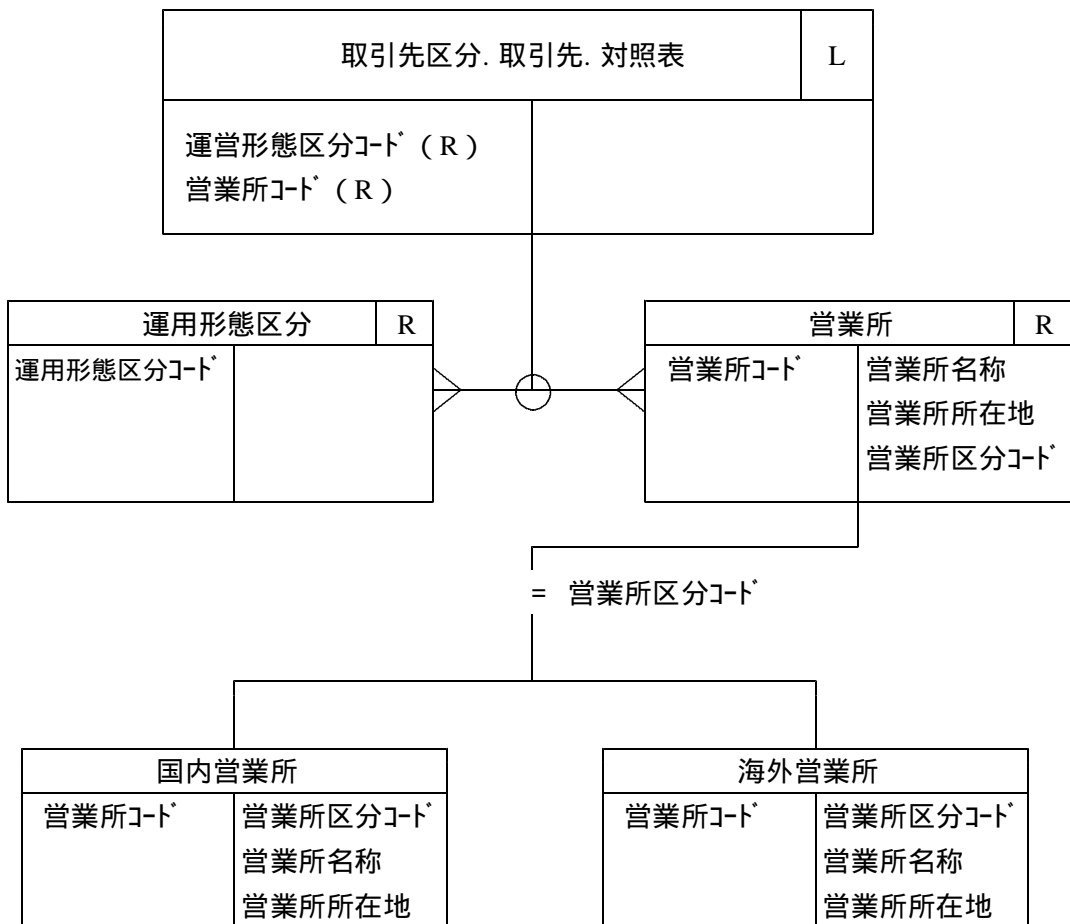 取引先区分. 取引先. 対照表 L
運営形態区分ｺｰﾄﾞ ( R )
営業所ｺｰﾄﾞ ( R )
運用形態区分 R
運用形態区分ｺｰﾄﾞ
営業所 R
営業所ｺｰﾄﾞ 営業所名称
営業所所在地
営業所区分ｺｰﾄﾞ
= 営業所区分ｺｰﾄﾞ
国内営業所
営業所ｺｰﾄﾞ 営業所区分ｺｰﾄﾞ
営業所名称
営業所所在地
海外営業所
営業所ｺｰﾄﾞ 営業所区分ｺｰﾄﾞ
営業所名称
営業所所在地